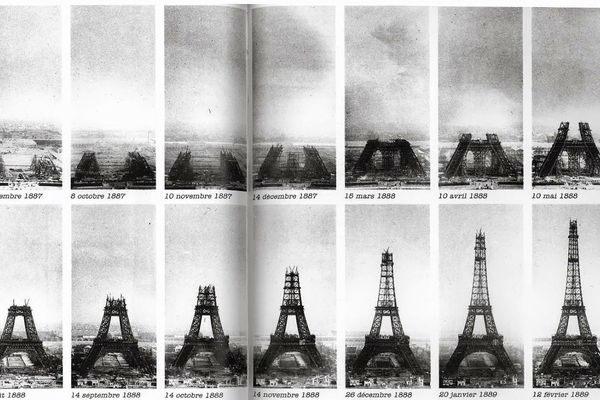 embre 1887
8 octobre 1887
10 novembre 1887
14 décembre 1887
15 mars 1888
10 avril 1888
10 mai 1888
ût 1888
14 septembre 1888
14 octobre 1888
14 novembre 1888
26 décembre 1888
20 janvier 1889
12 février 1889